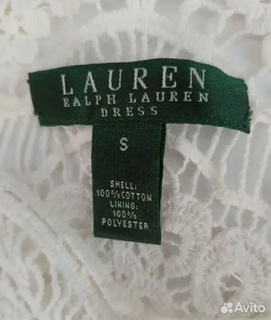 LAUREN
RALPH LAUREN
DRESS
S
SHELL:
100%COTTON
LINING:
100%
POLYESTER
Avito